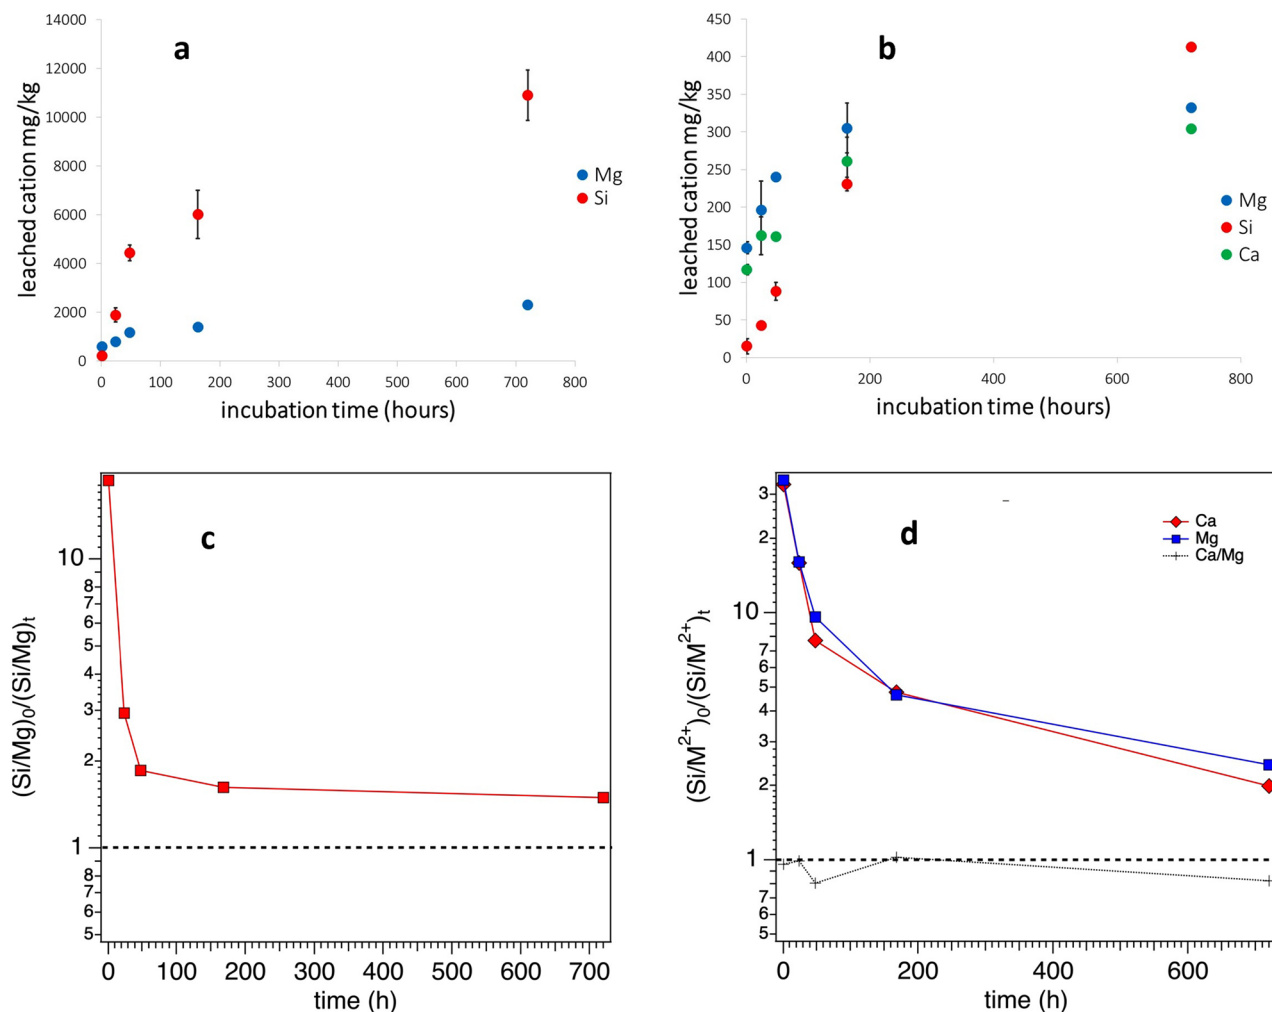 a
14000
12000
10000
8000
6000
4000
2000
0
leached cation mg/kg
0 100 200 300 400 500 600 700 800
incubation time (hours)
Mg
Si
b
450
400
350
300
250
200
150
100
50
0
leached cation mg/kg
0 200 400 600 800
incubation time (hours)
Mg
Si
Ca
c
10
8
7
6
5
4
3
2
1
8
7
6
5
(Si/Mg)₀/(Si/Mg)ₜ
0 100 200 300 400 500 600 700
time (h)
d
3
2
10
7
6
5
4
3
2
1
7
6
5
(Si/M²⁺)₀/(Si/M²⁺)ₜ
0 200 400 600
time (h)
Ca
Mg
Ca/Mg